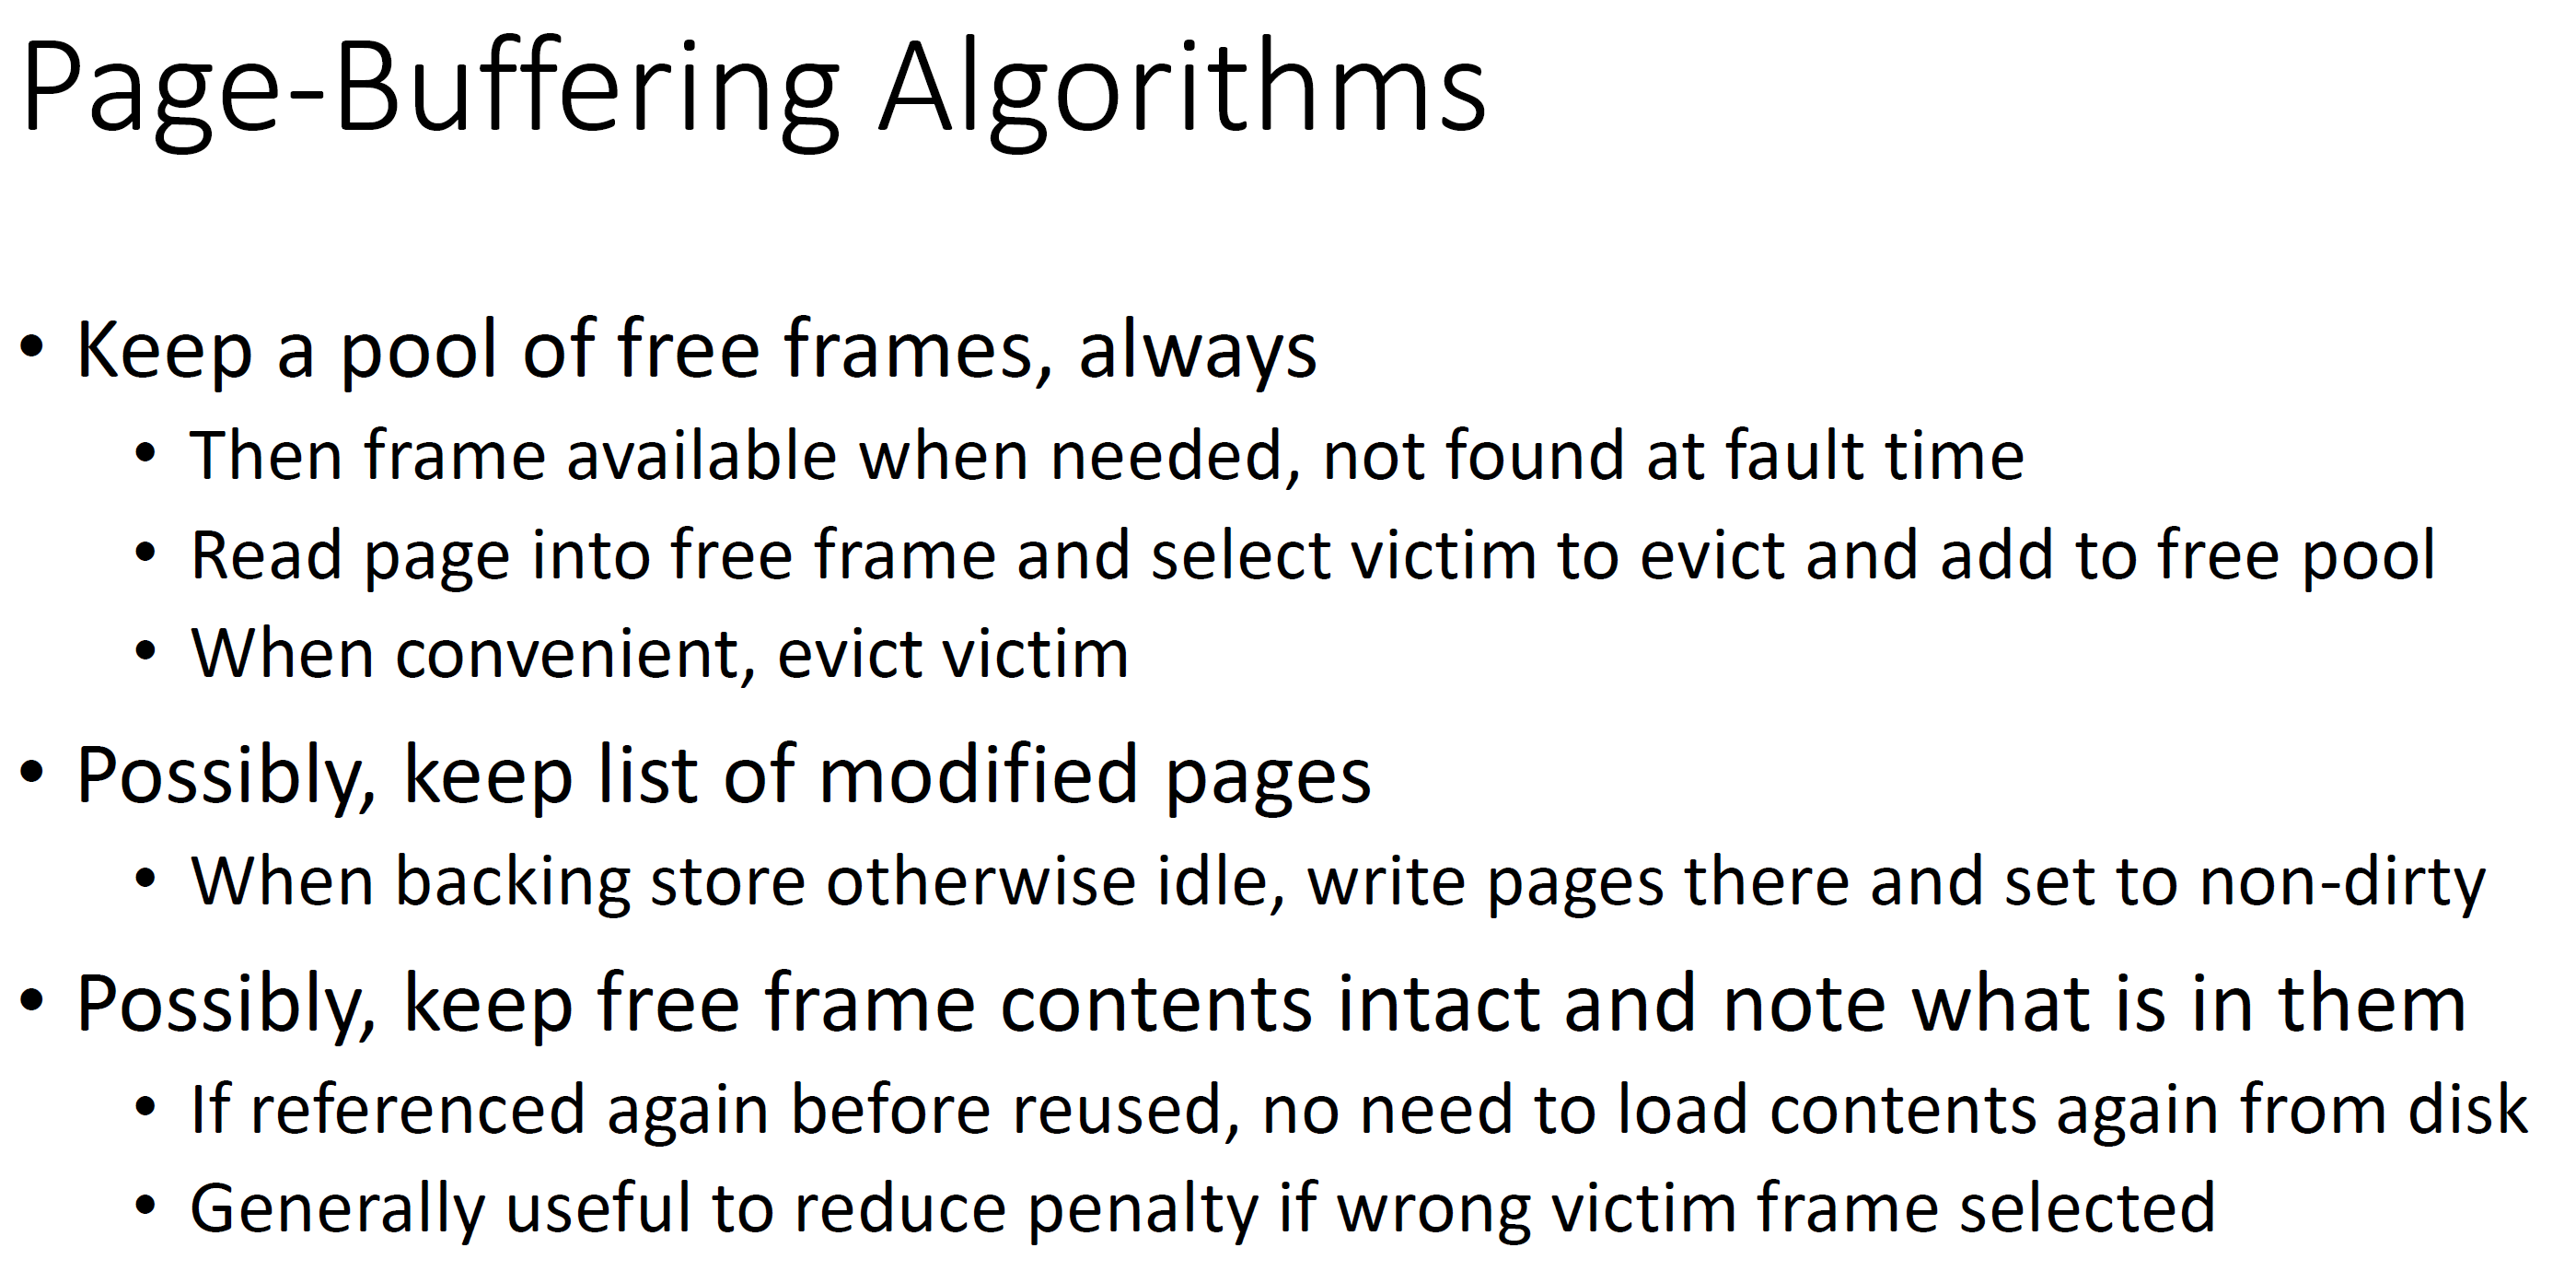 Page-Buffering Algorithms
• Keep a pool of free frames, always
• Then frame available when needed, not found at fault time
• Read page into free frame and select victim to evict and add to free pool
• When convenient, evict victim
• Possibly, keep list of modified pages
• When backing store otherwise idle, write pages there and set to non-dirty
• Possibly, keep free frame contents intact and note what is in them
• If referenced again before reused, no need to load contents again from disk
• Generally useful to reduce penalty if wrong victim frame selected